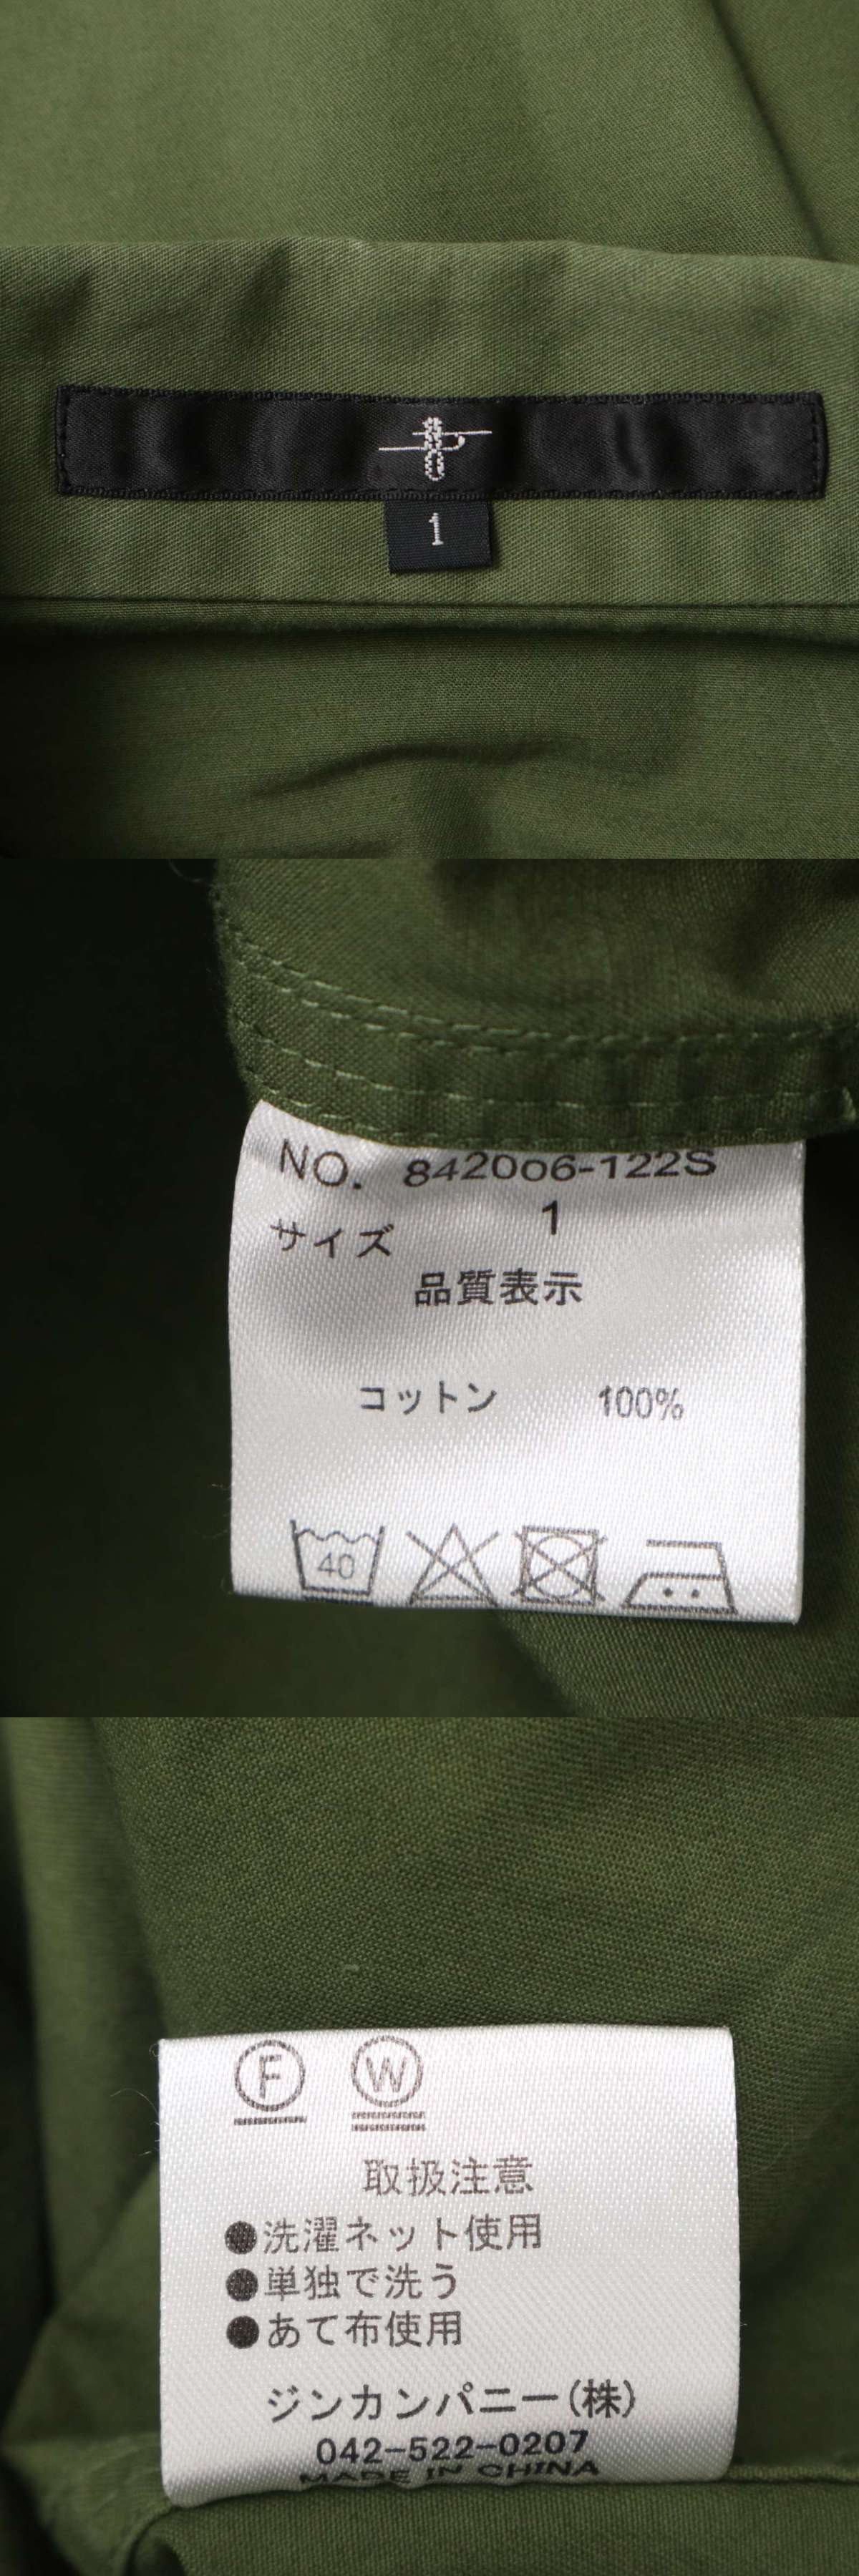 1
NO. 842006-122S
サイズ 1
品質表示
コットン 100%
40
F W
取扱注意
●洗濯ネット使用
●単独で洗う
●あて布使用
ジンカンパニー(株)
042-522-0207
MADE IN CHINA